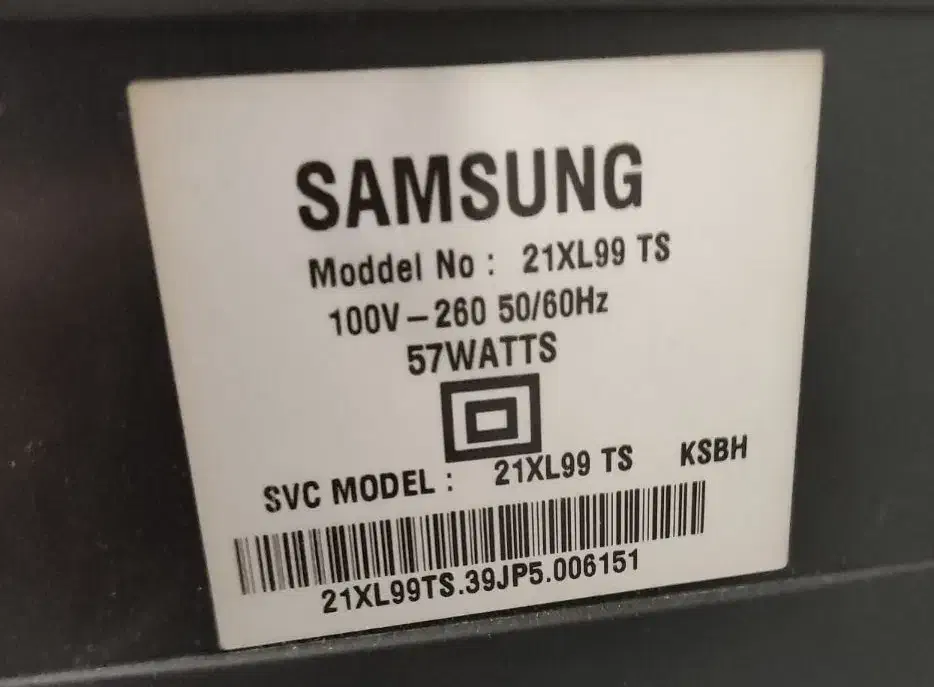 SAMSUNG
Moddel No : 21XL99 TS
100V – 260 50/60Hz
57WATTS
SVC MODEL : 21XL99 TS KSBH
21XL99TS.39JP5.006151